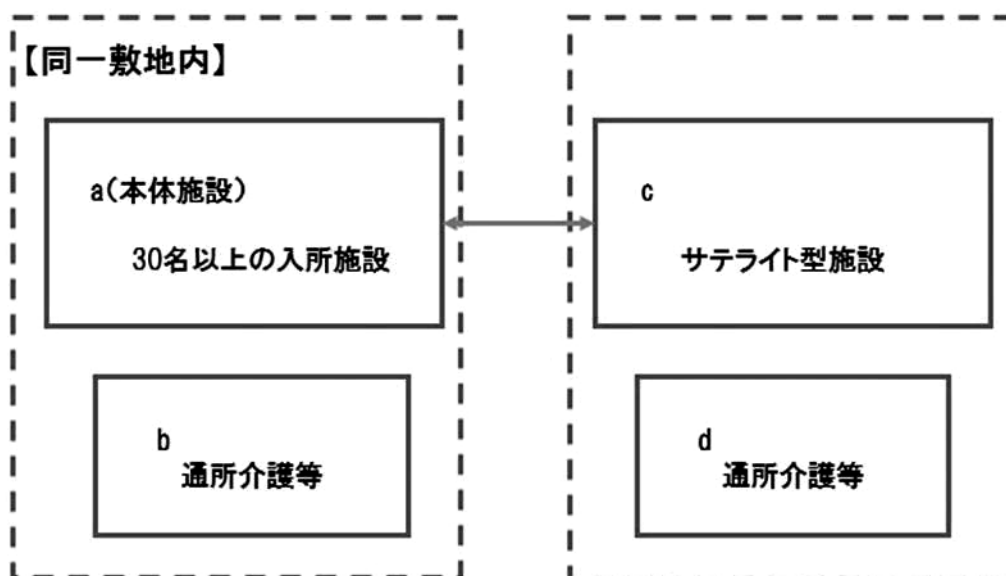 【同一敷地内】
a(本体施設)
30名以上の入所施設
c
サテライト型施設
b
通所介護等
d
通所介護等